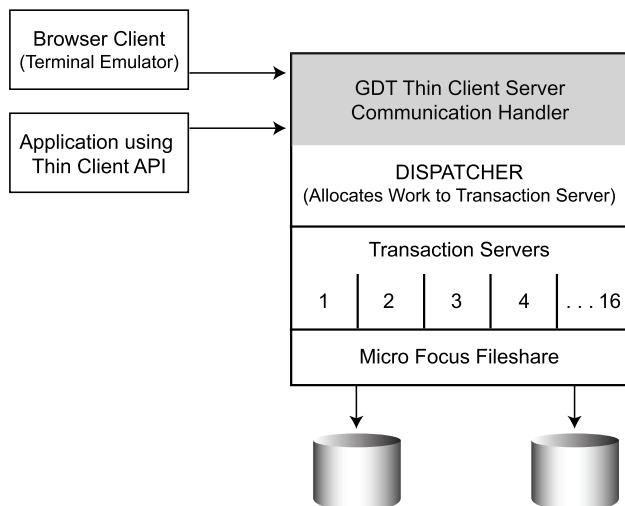 Browser Client
(Terminal Emulator)
Application using
Thin Client API
GDT Thin Client Server
Communication Handler
DISPATCHER
(Allocates Work to Transaction Server)
Transaction Servers
1 2 3 4 . . . 16
Micro Focus Fileshare